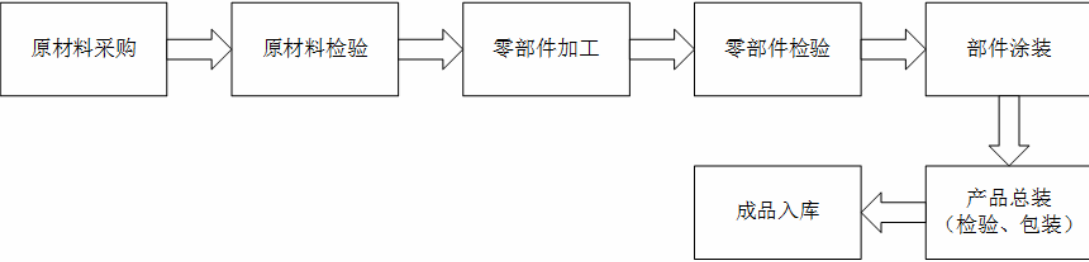 原材料采购
原材料检验
零部件加工
零部件检验
部件涂装
产品总装
（检验、包装）
成品入库